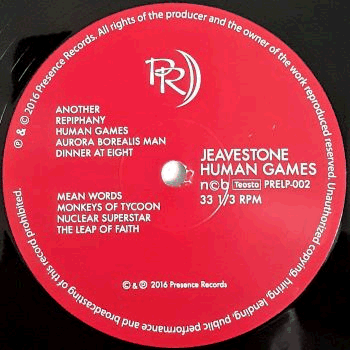 ℗ & © 2016 Presence Records. All rights of the producer and the owner of the work reproduced reserved. Unauthorized copying, hiring, lending, public performance and broadcasting of this record prohibited.
PR
ANOTHER
REPIPHANY
HUMAN GAMES
AURORA BOREALIS MAN
DINNER AT EIGHT
MEAN WORDS
MONKEYS OF TYCOON
NUCLEAR SUPERSTAR
THE LEAP OF FAITH
JEAVESTONE
HUMAN GAMES
ncb Teosto PRELP-002
33 1/3 RPM
© & ℗ 2016 Presence Records